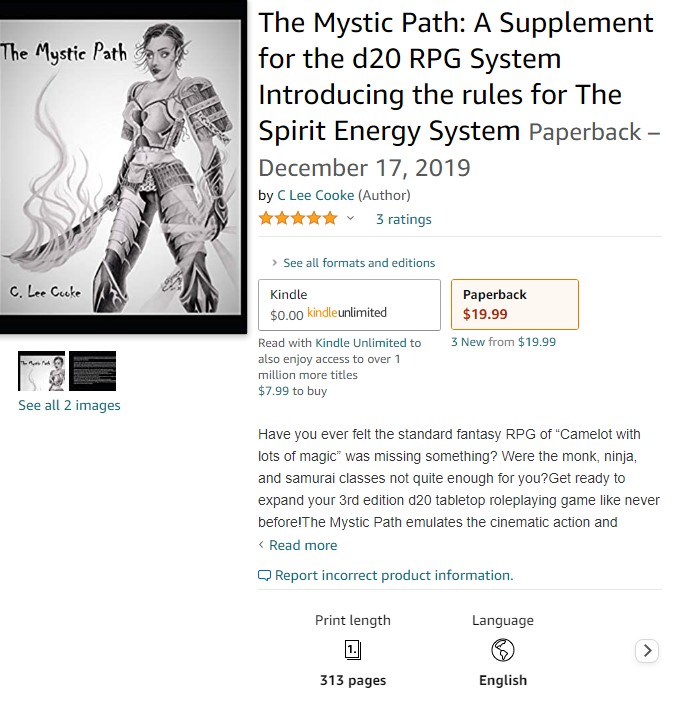 The Mystic Path
C. Lee Cooke
See all 2 images
The Mystic Path: A Supplement
for the d20 RPG System
Introducing the rules for The
Spirit Energy System Paperback –
December 17, 2019
by C Lee Cooke (Author)
3 ratings
See all formats and editions
Kindle
$0.00 kindleunlimited
Paperback
$19.99
Read with Kindle Unlimited to
also enjoy access to over 1
million more titles
$7.99 to buy
3 New from $19.99
Have you ever felt the standard fantasy RPG of “Camelot with
lots of magic” was missing something? Were the monk, ninja,
and samurai classes not quite enough for you?Get ready to
expand your 3rd edition d20 tabletop roleplaying game like never
before!The Mystic Path emulates the cinematic action and
Read more
Report incorrect product information.
Print length
1.
313 pages
Language
English